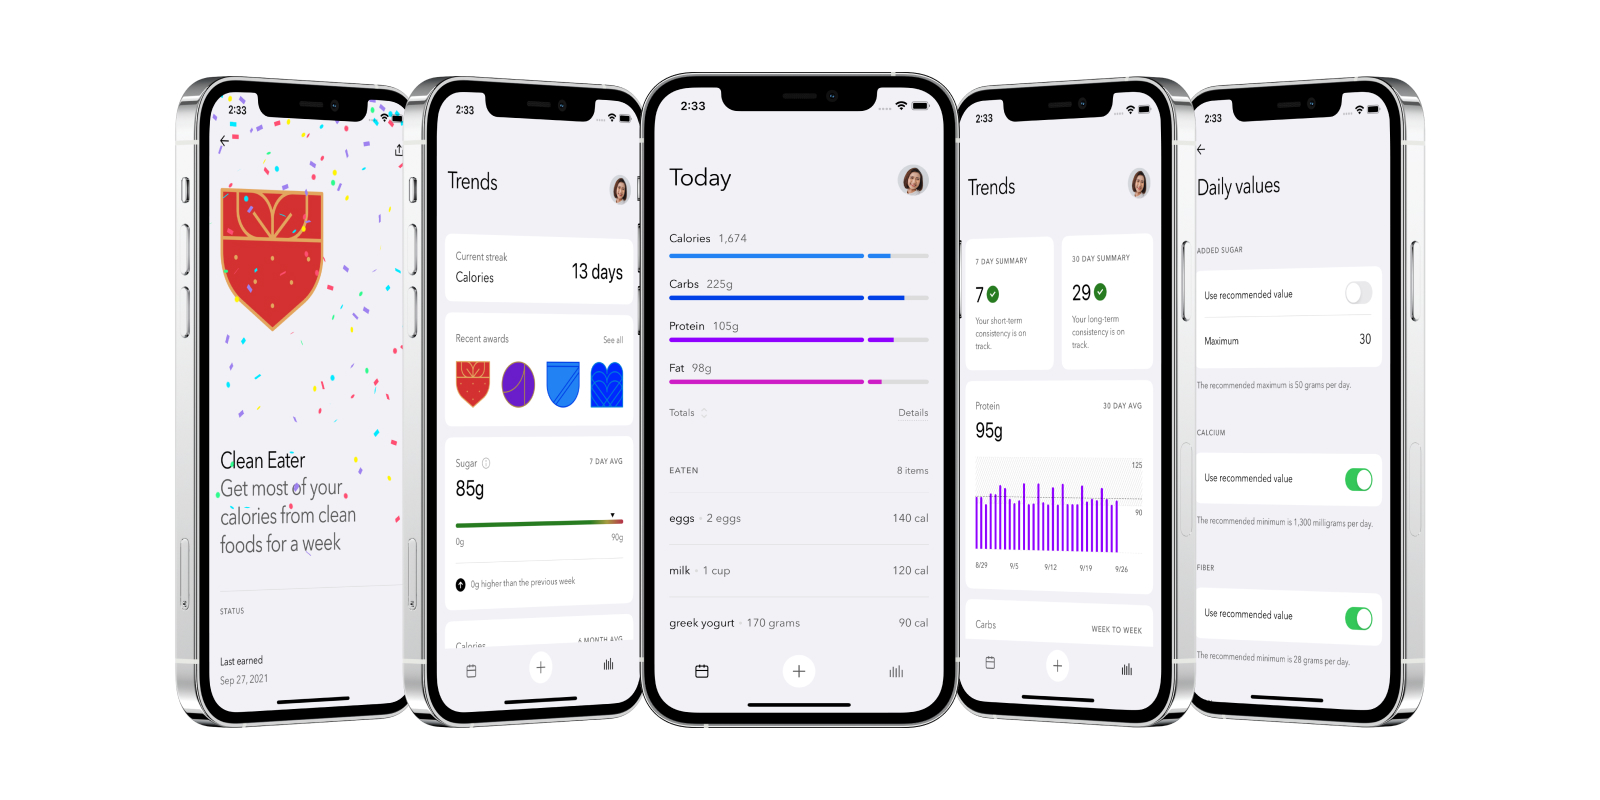 2:33
Clean Eater
Get most of your
calories from clean
foods for a week
STATUS
Last earned
Sep 27, 2021
2:33
Trends
Current streak
Calories
13 days
Recent awards
See all
Sugar
7 DAY AVG
85g
0g
90g
0g higher than the previous week
Calories
6 MONTH AVG
2:33
Today
Calories 1,674
Carbs 225g
Protein 105g
Fat 98g
Totals
Details
EATEN
8 items
eggs · 2 eggs
140 cal
milk · 1 cup
120 cal
greek yogurt · 170 grams
90 cal
2:33
Trends
7 DAY SUMMARY
7
Your short-term
consistency is on
track.
30 DAY SUMMARY
29
Your long-term
consistency is on
track.
Protein
30 DAY AVG
95g
125
90
8/29
9/5
9/12
9/19
9/26
Carbs
WEEK TO WEEK
2:33
Daily values
ADDED SUGAR
Use recommended value
Maximum
30
The recommended maximum is 50 grams per day.
CALCIUM
Use recommended value
The recommended minimum is 1,300 milligrams per day.
FIBER
Use recommended value
The recommended minimum is 28 grams per day.